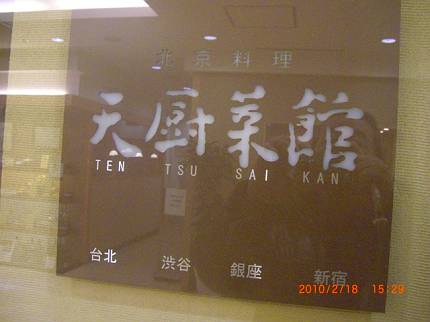 北京料理
天厨菜館
TEN TSU SAI KAN
台北 渋谷 銀座 新宿
2010/2/18 15:29